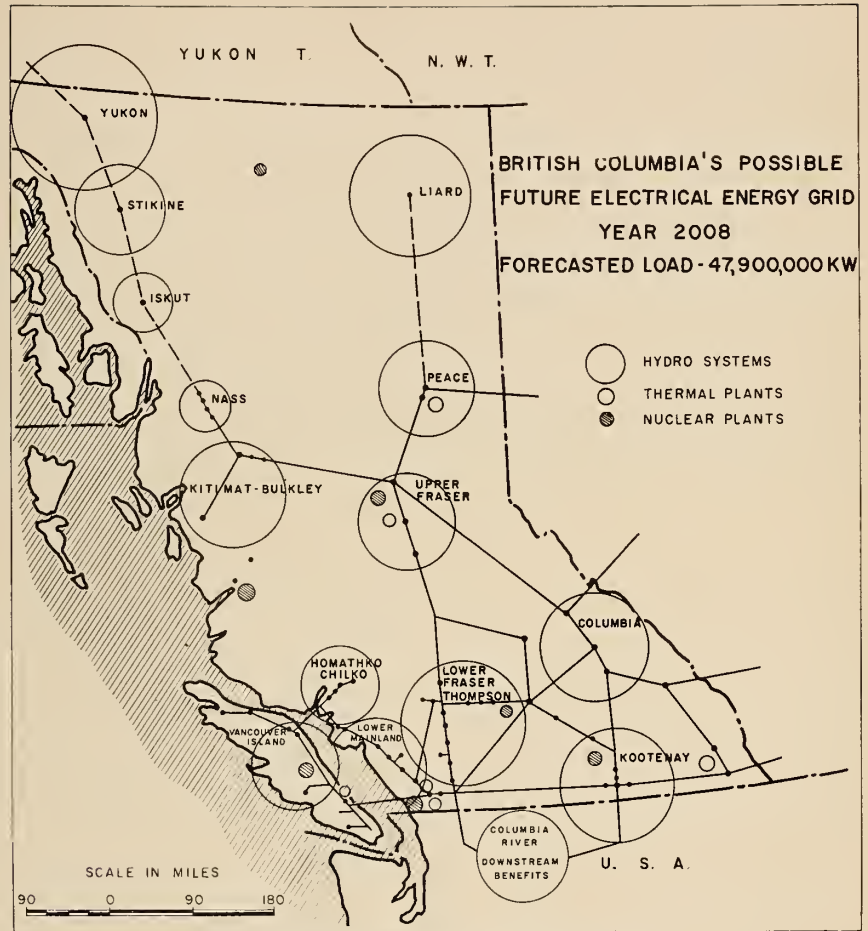 YUKON T.
N. W. T.
YUKON
STIKINE
LIARD
BRITISH COLUMBIA'S POSSIBLE
FUTURE ELECTRICAL ENERGY GRID
YEAR 2008
FORECASTED LOAD - 47,900,000 KW
ISKUT
HYDRO SYSTEMS
THERMAL PLANTS
NUCLEAR PLANTS
PEACE
NASS
KITIMAT-BULKLEY
UPPER
FRASER
COLUMBIA
HOMATHKO
CHILKO
LOWER
FRASER
THOMPSON
VANCOUVER
ISLAND
LOWER
MAINLAND
KOOTENAY
COLUMBIA
RIVER
DOWNSTREAM
BENEFITS
U. S. A.
SCALE IN MILES
90 0 90 180